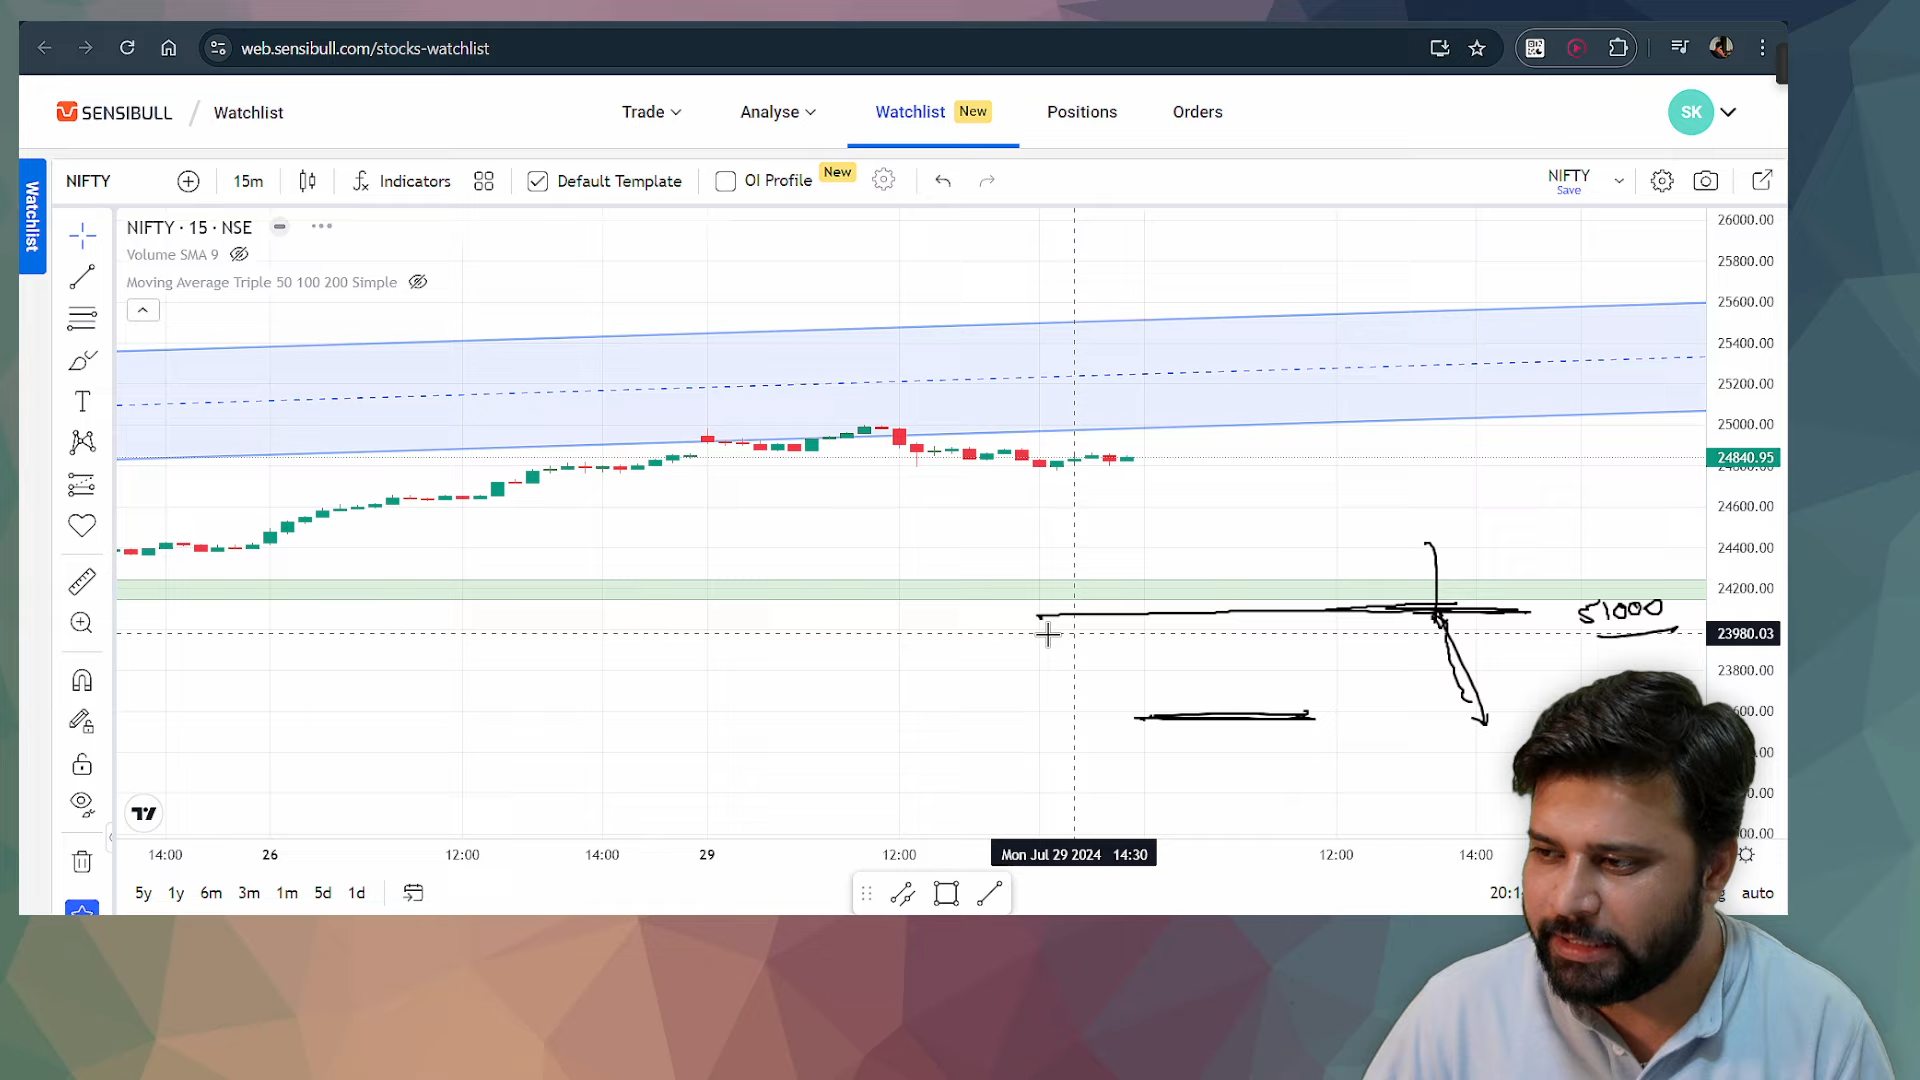 web.sensibull.com/stocks-watchlist
SENSIBULL / Watchlist
Trade
Analyse
Watchlist New
Positions
Orders
SK
Watchlist
NIFTY
15m
Indicators
Default Template
OI Profile New
NIFTY
Save
NIFTY · 15 · NSE
Volume SMA 9
Moving Average Triple 50 100 200 Simple
26000.00
25800.00
25600.00
25400.00
25200.00
25000.00
24840.95
24600.00
24400.00
24200.00
51000
23980.03
23800.00
14:00
26
12:00
14:00
29
12:00
Mon Jul 29 2024 14:30
12:00
14:00
5y 1y 6m 3m 1m 5d 1d
auto